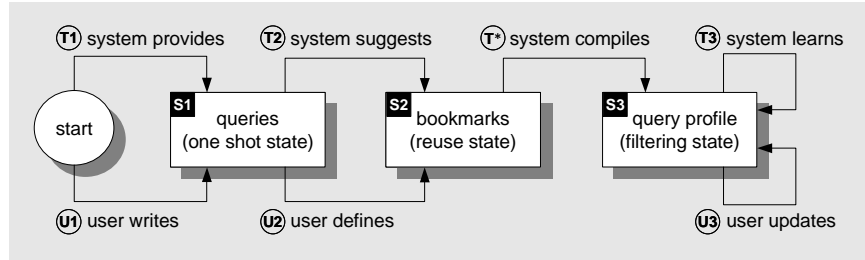 T1 system provides
T2 system suggests
T* system compiles
T3 system learns
S1
S2
S3
start
queries
(one shot state)
bookmarks
(reuse state)
query profile
(filtering state)
U1 user writes
U2 user defines
U3 user updates